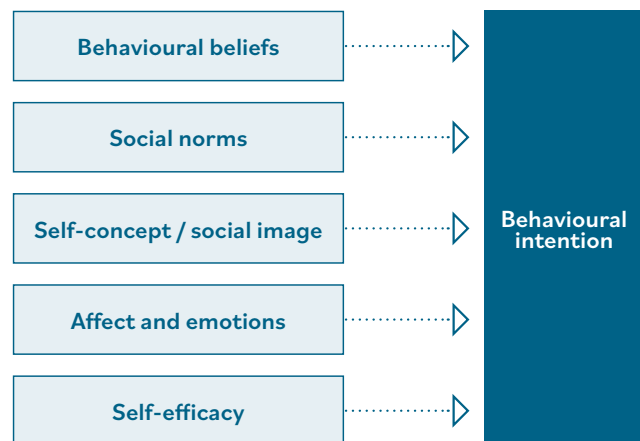 Behavioural beliefs
Social norms
Self-concept / social image
Behavioural
intention
Affect and emotions
Self-efficacy